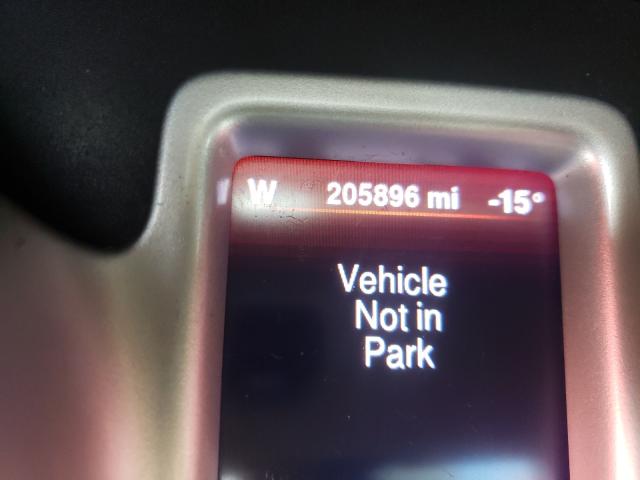 W 205896 mi -15°
Vehicle
Not in
Park